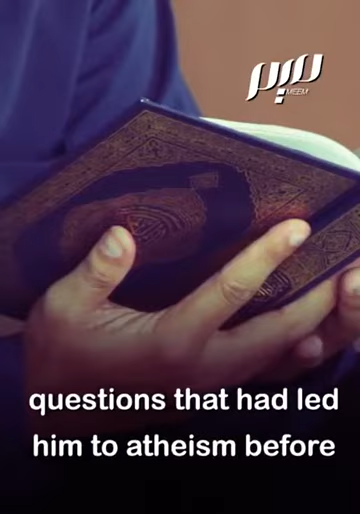 ميم
MEEM
questions that had led
him to atheism before